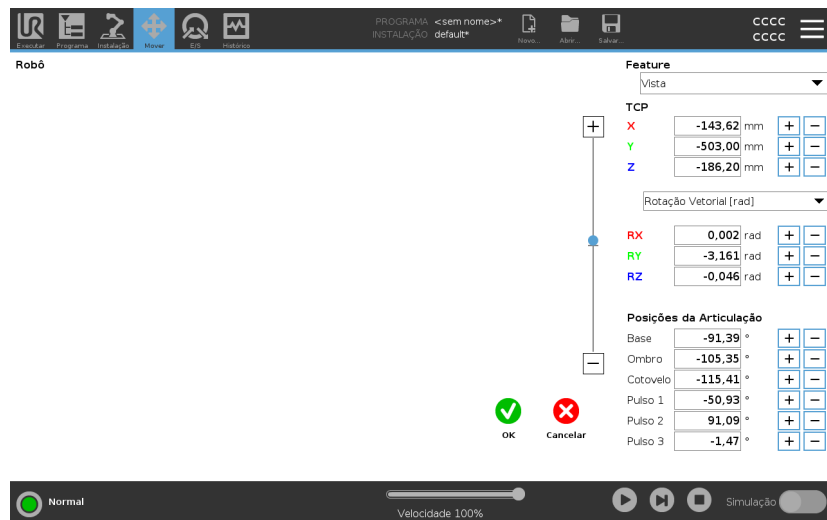 PROGRAMA <sem nome>*
INSTALAÇÃO default*
Executar Programa Instalação Mover E/S Histórico Novo... Abrir... Salvar...
cccc
cccc
Robô
Feature
Vista
TCP
X -143,62 mm + −
Y -503,00 mm + −
Z -186,20 mm + −
Rotação Vetorial [rad]
RX 0,002 rad + −
RY -3,161 rad + −
RZ -0,046 rad + −
Posições da Articulação
Base -91,39 ° + −
Ombro -105,35 ° + −
Cotovelo -115,41 ° + −
Pulso 1 -50,93 ° + −
Pulso 2 91,09 ° + −
Pulso 3 -1,47 ° + −
OK Cancelar
Normal
Velocidade 100%
Simulação